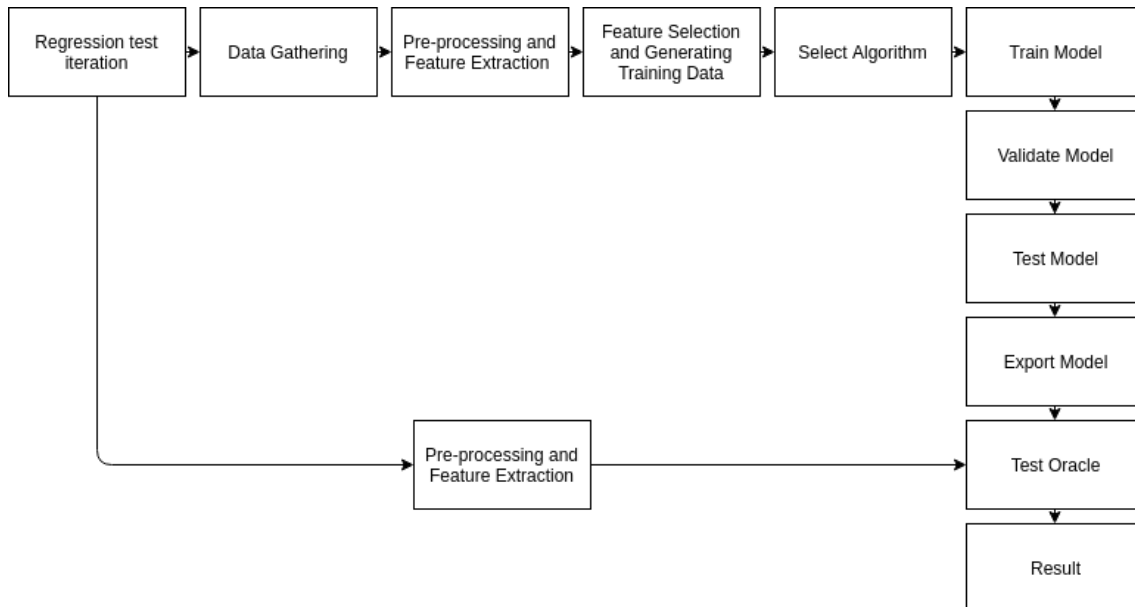 Regression test
iteration
Data Gathering
Pre-processing and
Feature Extraction
Feature Selection
and Generating
Training Data
Select Algorithm
Train Model
Validate Model
Test Model
Export Model
Pre-processing and
Feature Extraction
Test Oracle
Result